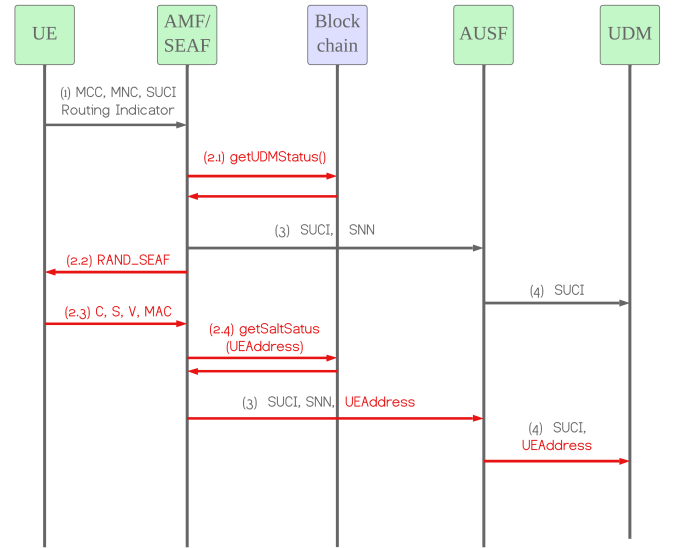 UE
AMF/
SEAF
Block
chain
AUSF
UDM
(1) MCC, MNC, SUCI
Routing Indicator
(2.1) getUDMStatus()
(3) SUCI, SNN
(2.2) RAND_SEAF
(4) SUCI
(2.3) C, S, V, MAC
(2.4) getSaltSatus
(UEAddress)
(3) SUCI, SNN, UEAddress
(4) SUCI,
UEAddress